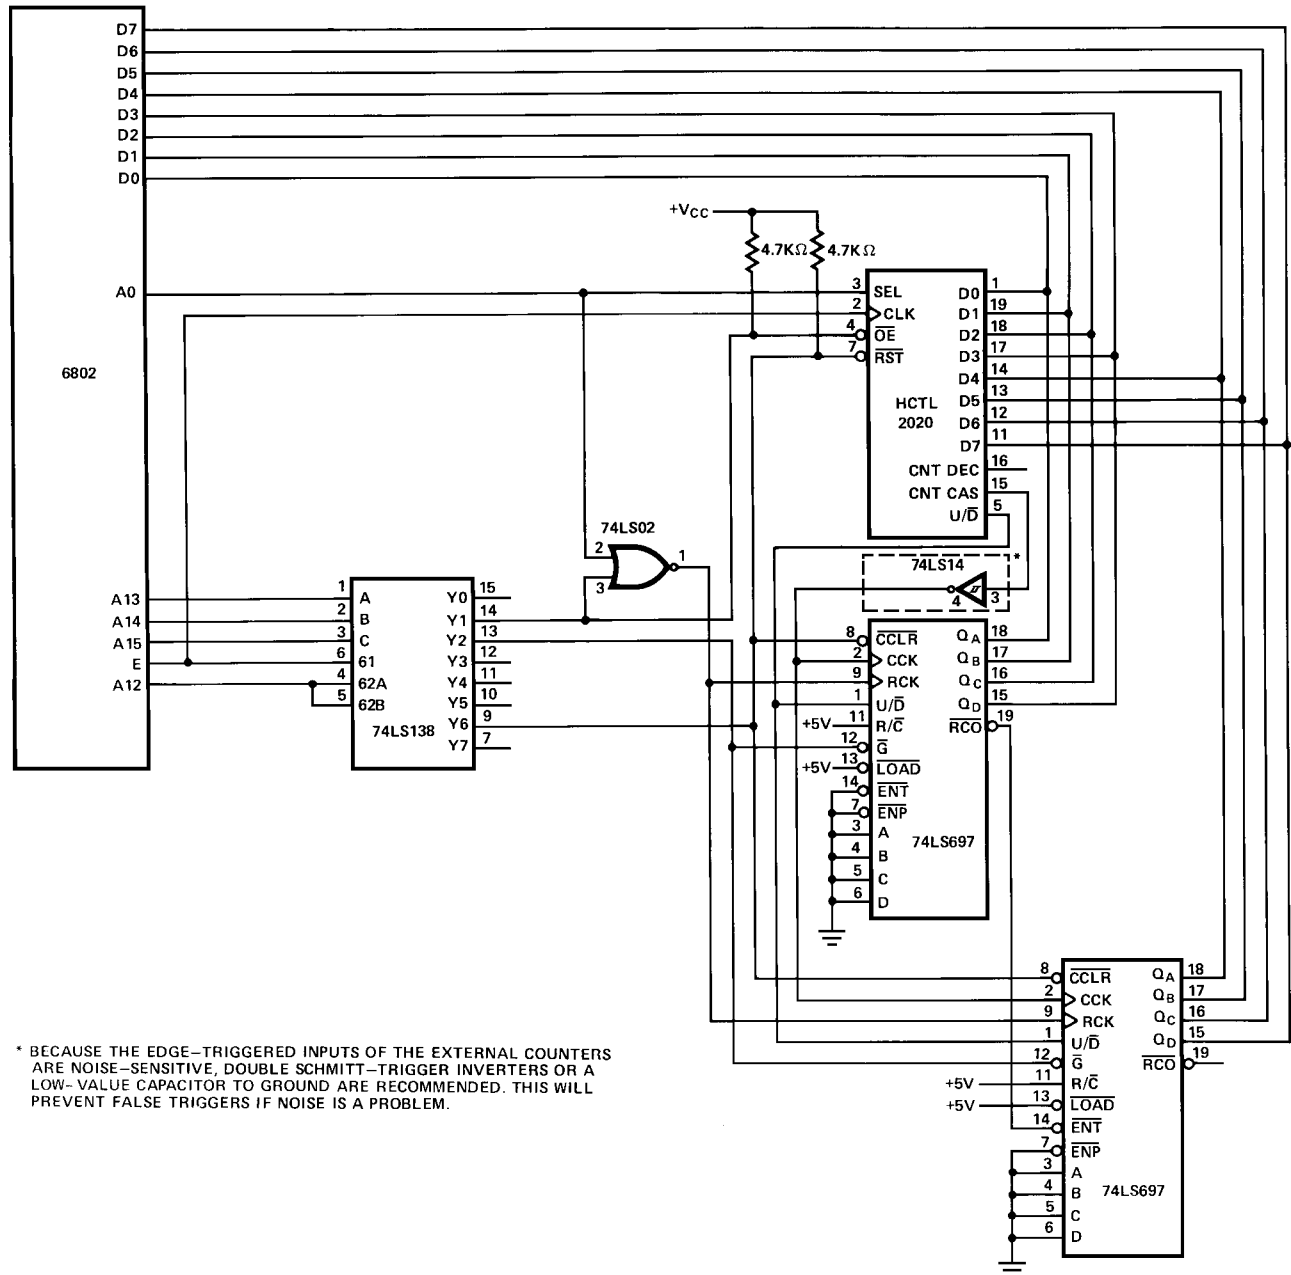 D7
D6
D5
D4
D3
D2
D1
D0
+VCC
4.7KΩ 4.7KΩ
A0
6802
3 SEL D0 1
2 CLK D1 19
4 OE D2 18
7 RST D3 17
D4 14
D5 13
HCTL
2020
D6 12
D7 11
CNT DEC 16
CNT CAS 15
U/D 5
74LS02
2
3
1
74LS14
*
4 3
A13 1 A Y0 15
A14 2 B Y1 14
A15 3 C Y2 13
E 6 61 Y3 12
A12 4 62A Y4 11
5 62B Y5 10
74LS138
Y6 9
Y7 7
8 CCLR QA 18
2 CCK QB 17
9 RCK QC 16
1 U/D QD 15
+5V 11 R/C RCO 19
12 G
+5V 13 LOAD
14 ENT
7 ENP
3 A
74LS697
4 B
5 C
6 D
8 CCLR QA 18
2 CCK QB 17
9 RCK QC 16
1 U/D QD 15
12 G RCO 19
+5V 11 R/C
+5V 13 LOAD
14 ENT
7 ENP
3 A
4 B
74LS697
5 C
6 D
* BECAUSE THE EDGE–TRIGGERED INPUTS OF THE EXTERNAL COUNTERS
ARE NOISE–SENSITIVE, DOUBLE SCHMITT–TRIGGER INVERTERS OR A
LOW–VALUE CAPACITOR TO GROUND ARE RECOMMENDED. THIS WILL
PREVENT FALSE TRIGGERS IF NOISE IS A PROBLEM.